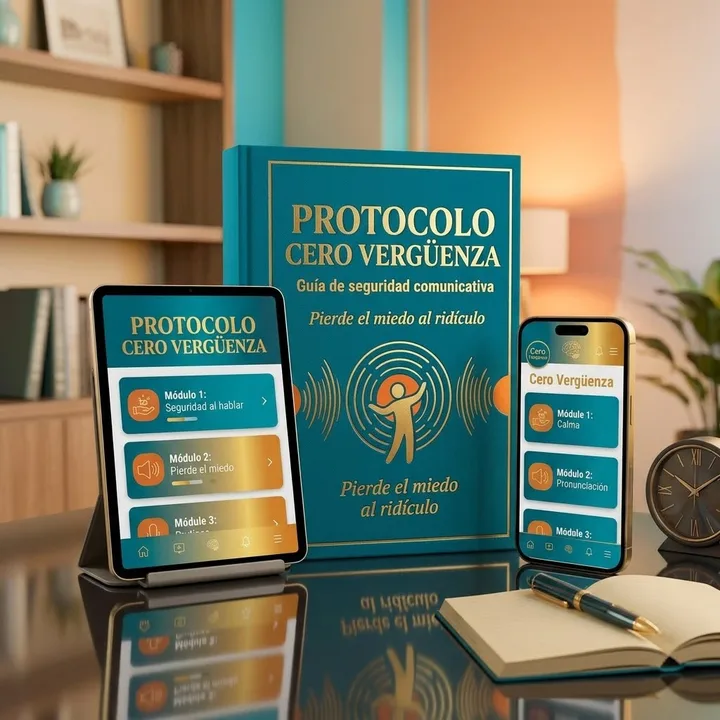 PROTOCOLO
CERO VERGÜENZA
Guía de seguridad comunicativa
Pierde el miedo al ridículo
Pierde el miedo
al ridículo
PROTOCOLO
CERO VERGÜENZA
Módulo 1:
Seguridad al hablar
Módulo 2:
Pierde el miedo
Módulo 3:
Cero
Cero Vergüenza
Módule 1:
Calma
Módulo 2:
Pronunciación
Módulo 3: